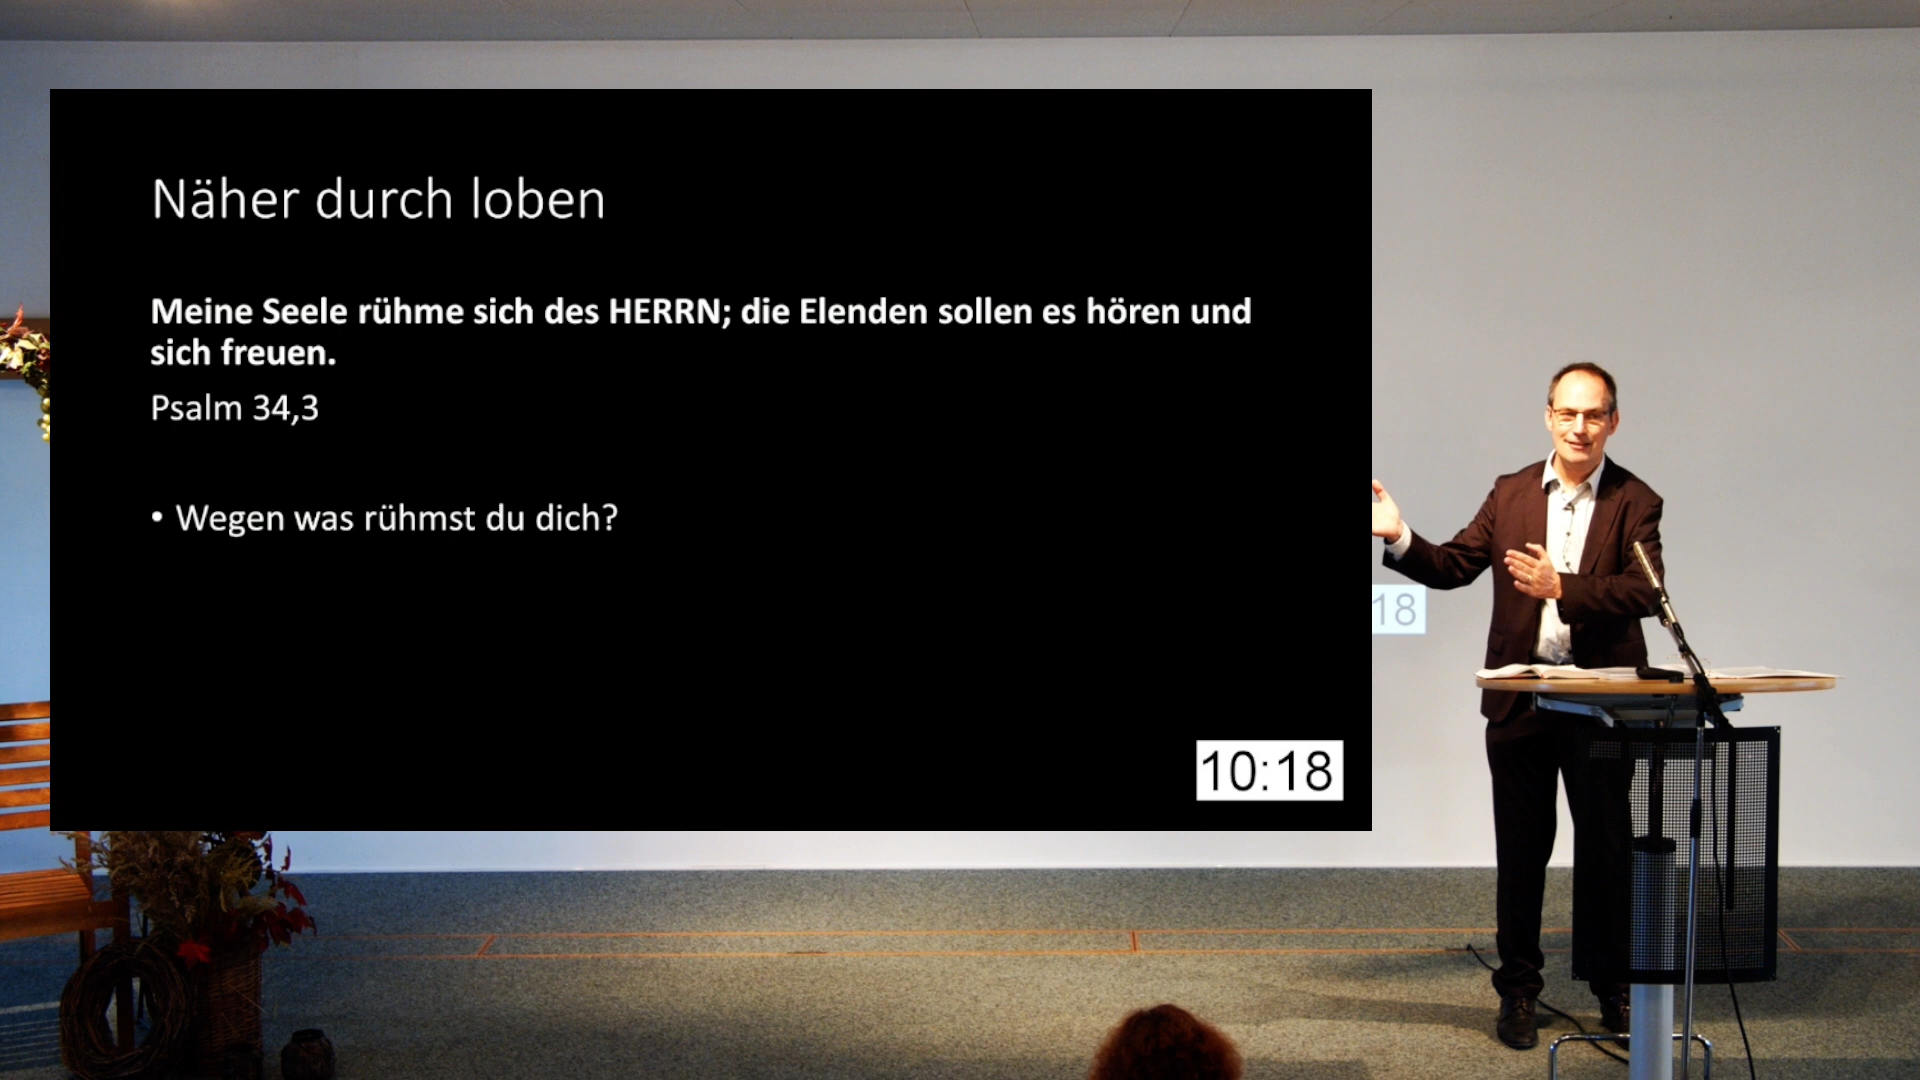 Näher durch loben
Meine Seele rühme sich des HERRN; die Elenden sollen es hören und
sich freuen.
Psalm 34,3
• Wegen was rühmst du dich?
10:18
18